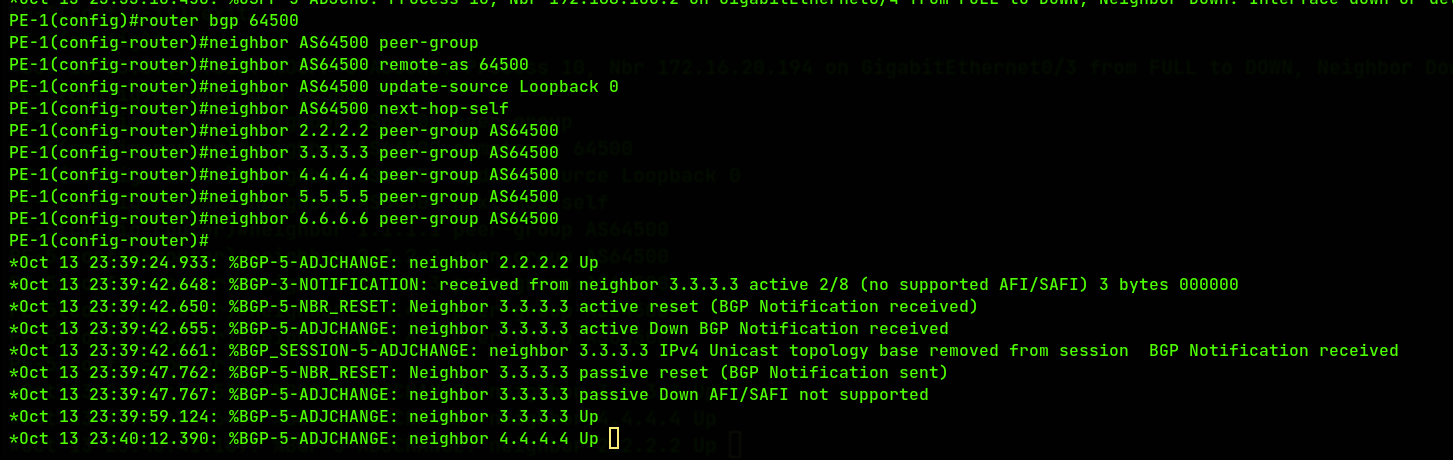 PE-1(config)#router bgp 64500
PE-1(config-router)#neighbor AS64500 peer-group
PE-1(config-router)#neighbor AS64500 remote-as 64500
PE-1(config-router)#neighbor AS64500 update-source Loopback 0
PE-1(config-router)#neighbor AS64500 next-hop-self
PE-1(config-router)#neighbor 2.2.2.2 peer-group AS64500
PE-1(config-router)#neighbor 3.3.3.3 peer-group AS64500
PE-1(config-router)#neighbor 4.4.4.4 peer-group AS64500
PE-1(config-router)#neighbor 5.5.5.5 peer-group AS64500
PE-1(config-router)#neighbor 6.6.6.6 peer-group AS64500
PE-1(config-router)#
*Oct 13 23:39:24.933: %BGP-5-ADJCHANGE: neighbor 2.2.2.2 Up
*Oct 13 23:39:42.648: %BGP-3-NOTIFICATION: received from neighbor 3.3.3.3 active 2/8 (no supported AFI/SAFI) 3 bytes 000000
*Oct 13 23:39:42.650: %BGP-5-NBR_RESET: Neighbor 3.3.3.3 active reset (BGP Notification received)
*Oct 13 23:39:42.655: %BGP-5-ADJCHANGE: neighbor 3.3.3.3 active Down BGP Notification received
*Oct 13 23:39:42.661: %BGP_SESSION-5-ADJCHANGE: neighbor 3.3.3.3 IPv4 Unicast topology base removed from session  BGP Notification received
*Oct 13 23:39:47.762: %BGP-5-NBR_RESET: Neighbor 3.3.3.3 passive reset (BGP Notification sent)
*Oct 13 23:39:47.767: %BGP-5-ADJCHANGE: neighbor 3.3.3.3 passive Down AFI/SAFI not supported
*Oct 13 23:39:59.124: %BGP-5-ADJCHANGE: neighbor 3.3.3.3 Up
*Oct 13 23:40:12.390: %BGP-5-ADJCHANGE: neighbor 4.4.4.4 Up